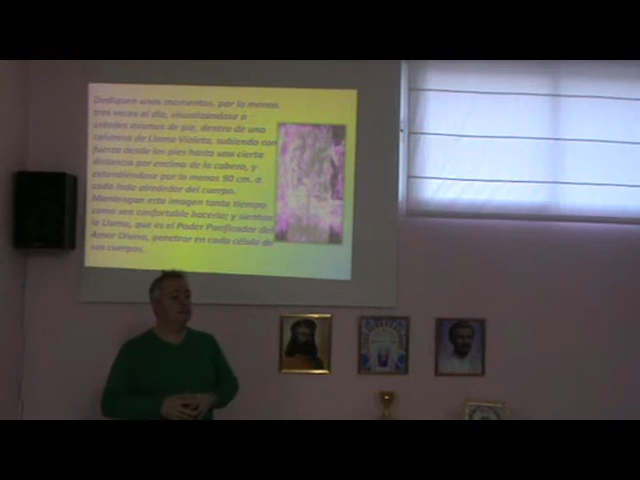 Dediquen unos momentos, por lo menos
tres veces al día, visualizándose a
ustedes mismos de pie, dentro de una
columna de Llama Violeta, subiendo con
fuerza desde los pies hasta una cierta
distancia por encima de la cabeza, y
extendiéndose por lo menos 90 cm. a
cada lado alrededor del cuerpo.
Mantengan esta imagen tanto tiempo
como sea confortable hacerlo; y sientan
la Llama, que es el Poder Purificador del
Amor Divino, penetrar en cada célula de
sus cuerpos.